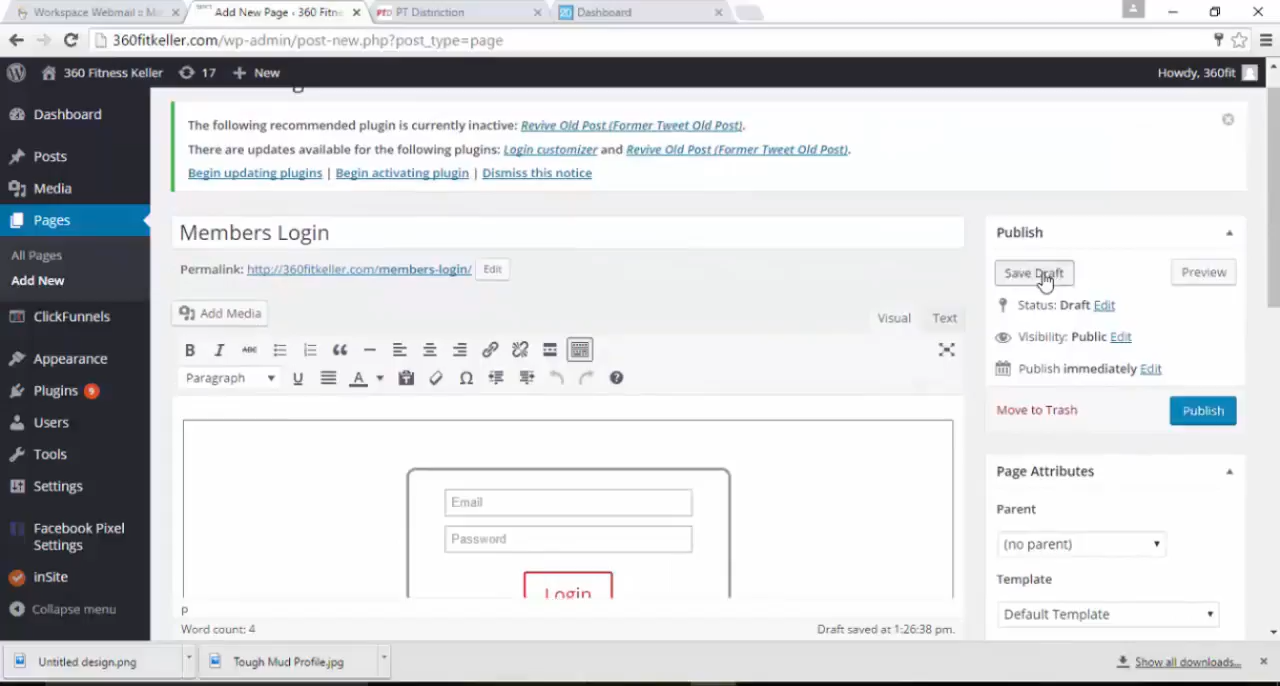 Workspace Webmail :: Ma
Add New Page ‹ 360 Fitne
PTD PT Distinction
20 Dashboard
360fitkeller.com/wp-admin/post-new.php?post_type=page
360 Fitness Keller
17
New
Howdy, 360fit
Dashboard
Posts
Media
Pages
All Pages
Add New
ClickFunnels
Appearance
Plugins 9
Users
Tools
Settings
Facebook Pixel
Settings
inSite
Collapse menu
The following recommended plugin is currently inactive: Revive Old Post (Former Tweet Old Post).
There are updates available for the following plugins: Login customizer and Revive Old Post (Former Tweet Old Post).
Begin updating plugins | Begin activating plugin | Dismiss this notice
Members Login
Permalink: http://360fitkeller.com/members-login/ Edit
Add Media
Visual Text
B I ABC
Paragraph U A Ω ?
Email
Password
Login
p
Word count: 4
Draft saved at 1:26:38 pm.
Publish
Save Draft
Preview
Status: Draft Edit
Visibility: Public Edit
Publish immediately Edit
Move to Trash
Publish
Page Attributes
Parent
(no parent)
Template
Default Template
Untitled design.png
Tough Mud Profile.jpg
Show all downloads...